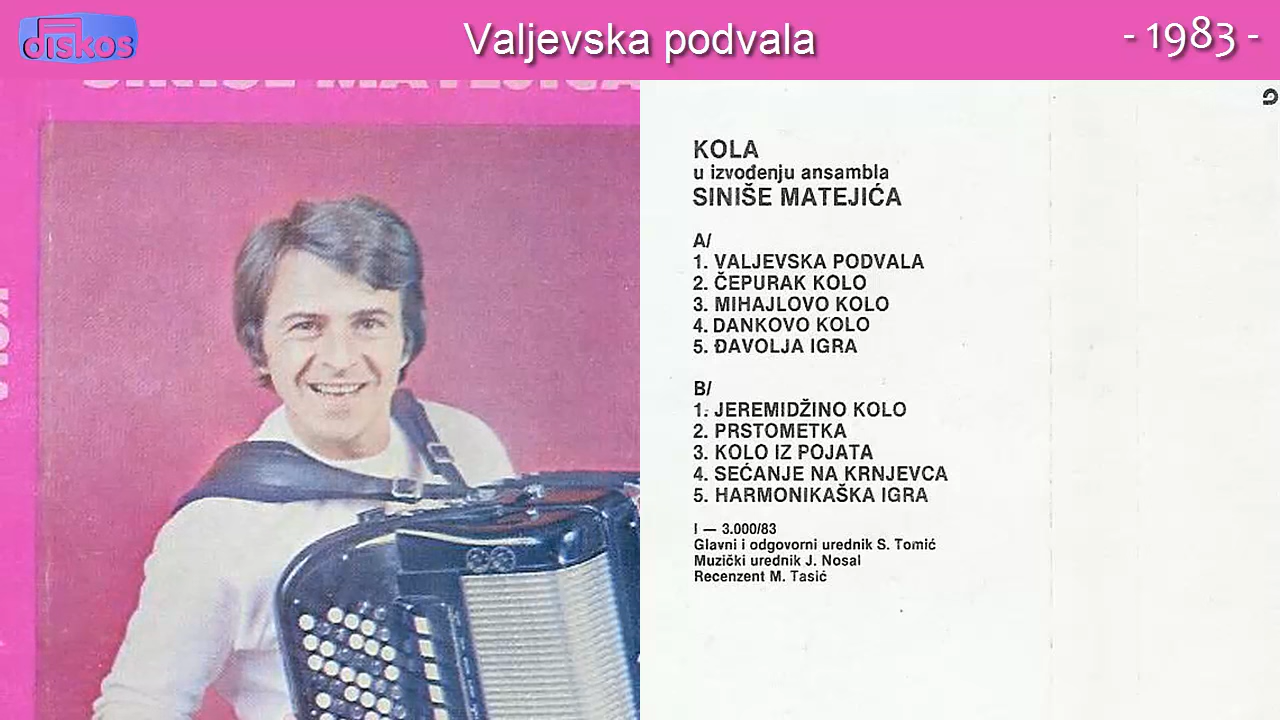 diskos
Valjevska podvala
- 1983 -
SINIŠE MATEJIĆA
KOLA
u izvođenju ansambla
SINIŠE MATEJIĆA
A/
1. VALJEVSKA PODVALA
2. ČEPURAK KOLO
3. MIHAJLOVO KOLO
4. DANKOVO KOLO
5. ĐAVOLJA IGRA
B/
1. JEREMIDŽINO KOLO
2. PRSTOMETKA
3. KOLO IZ POJATA
4. SEĆANJE NA KRNJEVCA
5. HARMONIKAŠKA IGRA
I — 3.000/83
Glavni i odgovorni urednik S. Tomić
Muzički urednik J. Nosal
Recenzent M. Tasić